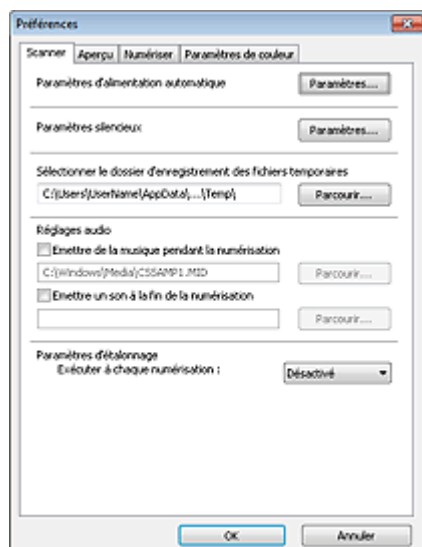 Préférences
Scanner Aperçu Numériser Paramètres de couleur
Paramètres d'alimentation automatique Paramètres....
Paramètres silencieux Paramètres....
Sélectionner le dossier d'enregistrement des fichiers temporaires
C:\Users\UserName\AppData\...\Temp\ Parcourir....
Réglages audio
Emettre de la musique pendant la numérisation
C:\Windows\Media\CSSAMP1.MID Parcourir....
Emettre un son à la fin de la numérisation
Parcourir....
Paramètres d'étalonnage
Exécuter à chaque numérisation : Désactivé
OK Annuler